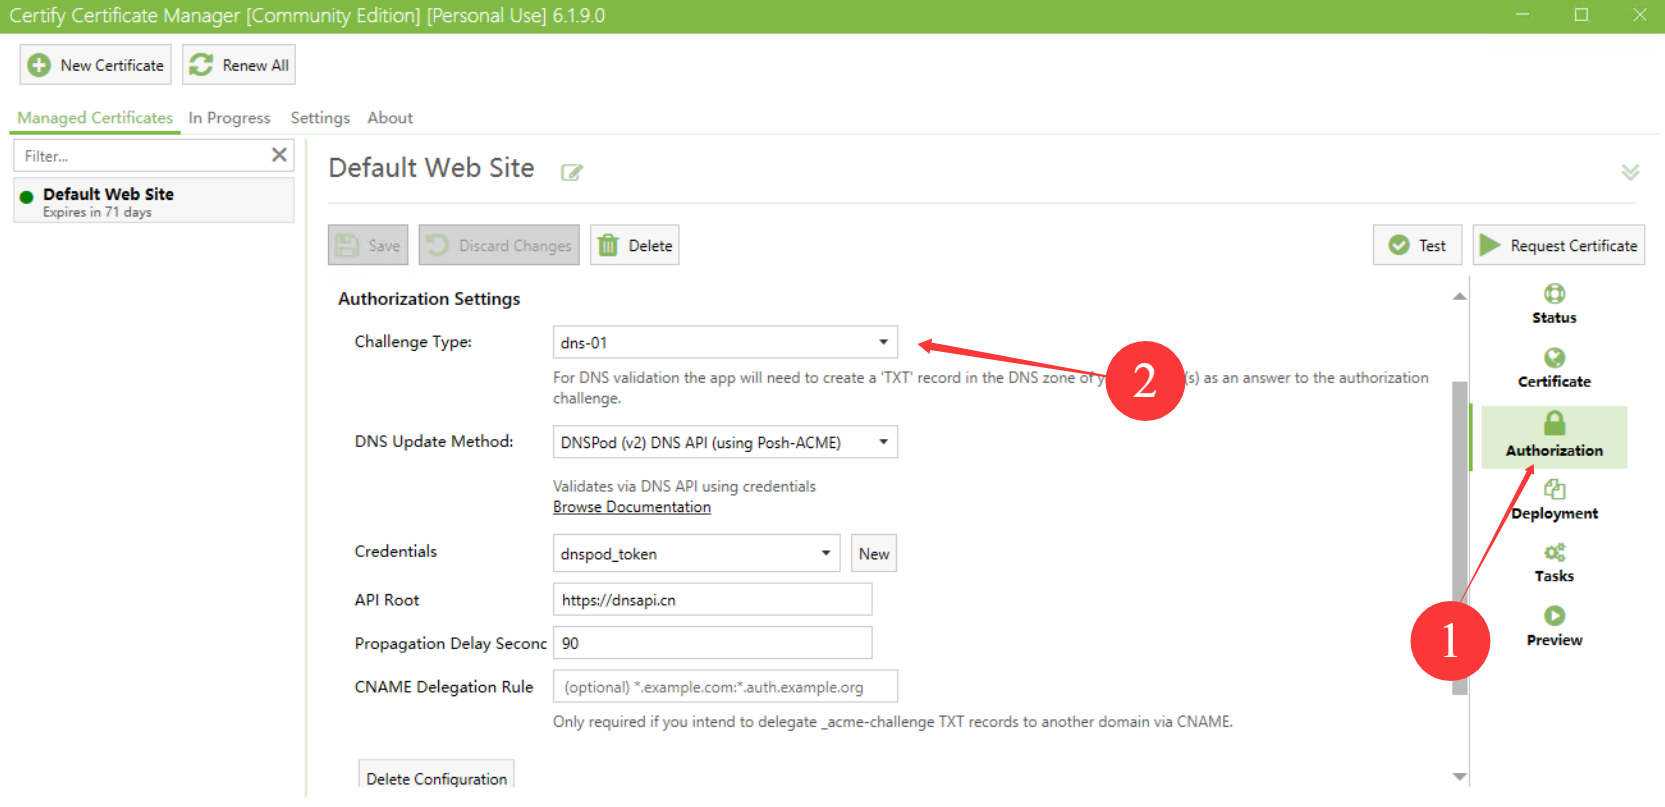 Certify Certificate Manager [Community Edition] [Personal Use] 6.1.9.0
New Certificate
Renew All
Managed Certificates
In Progress
Settings
About
Filter...
Default Web Site
Expires in 71 days
Default Web Site
Save
Discard Changes
Delete
Test
Request Certificate
Authorization Settings
Challenge Type:
dns-01
For DNS validation the app will need to create a 'TXT' record in the DNS zone of (s) as an answer to the authorization
challenge.
DNS Update Method:
DNSPod (v2) DNS API (using Posh-ACME)
Validates via DNS API using credentials
Browse Documentation
Credentials
dnspod_token
New
API Root
https://dnsapi.cn
Propagation Delay Seconc
90
CNAME Delegation Rule
(optional) *.example.com:*.auth.example.org
Only required if you intend to delegate _acme-challenge TXT records to another domain via CNAME.
Delete Configuration
Status
Certificate
Authorization
Deployment
Tasks
Preview
2
1